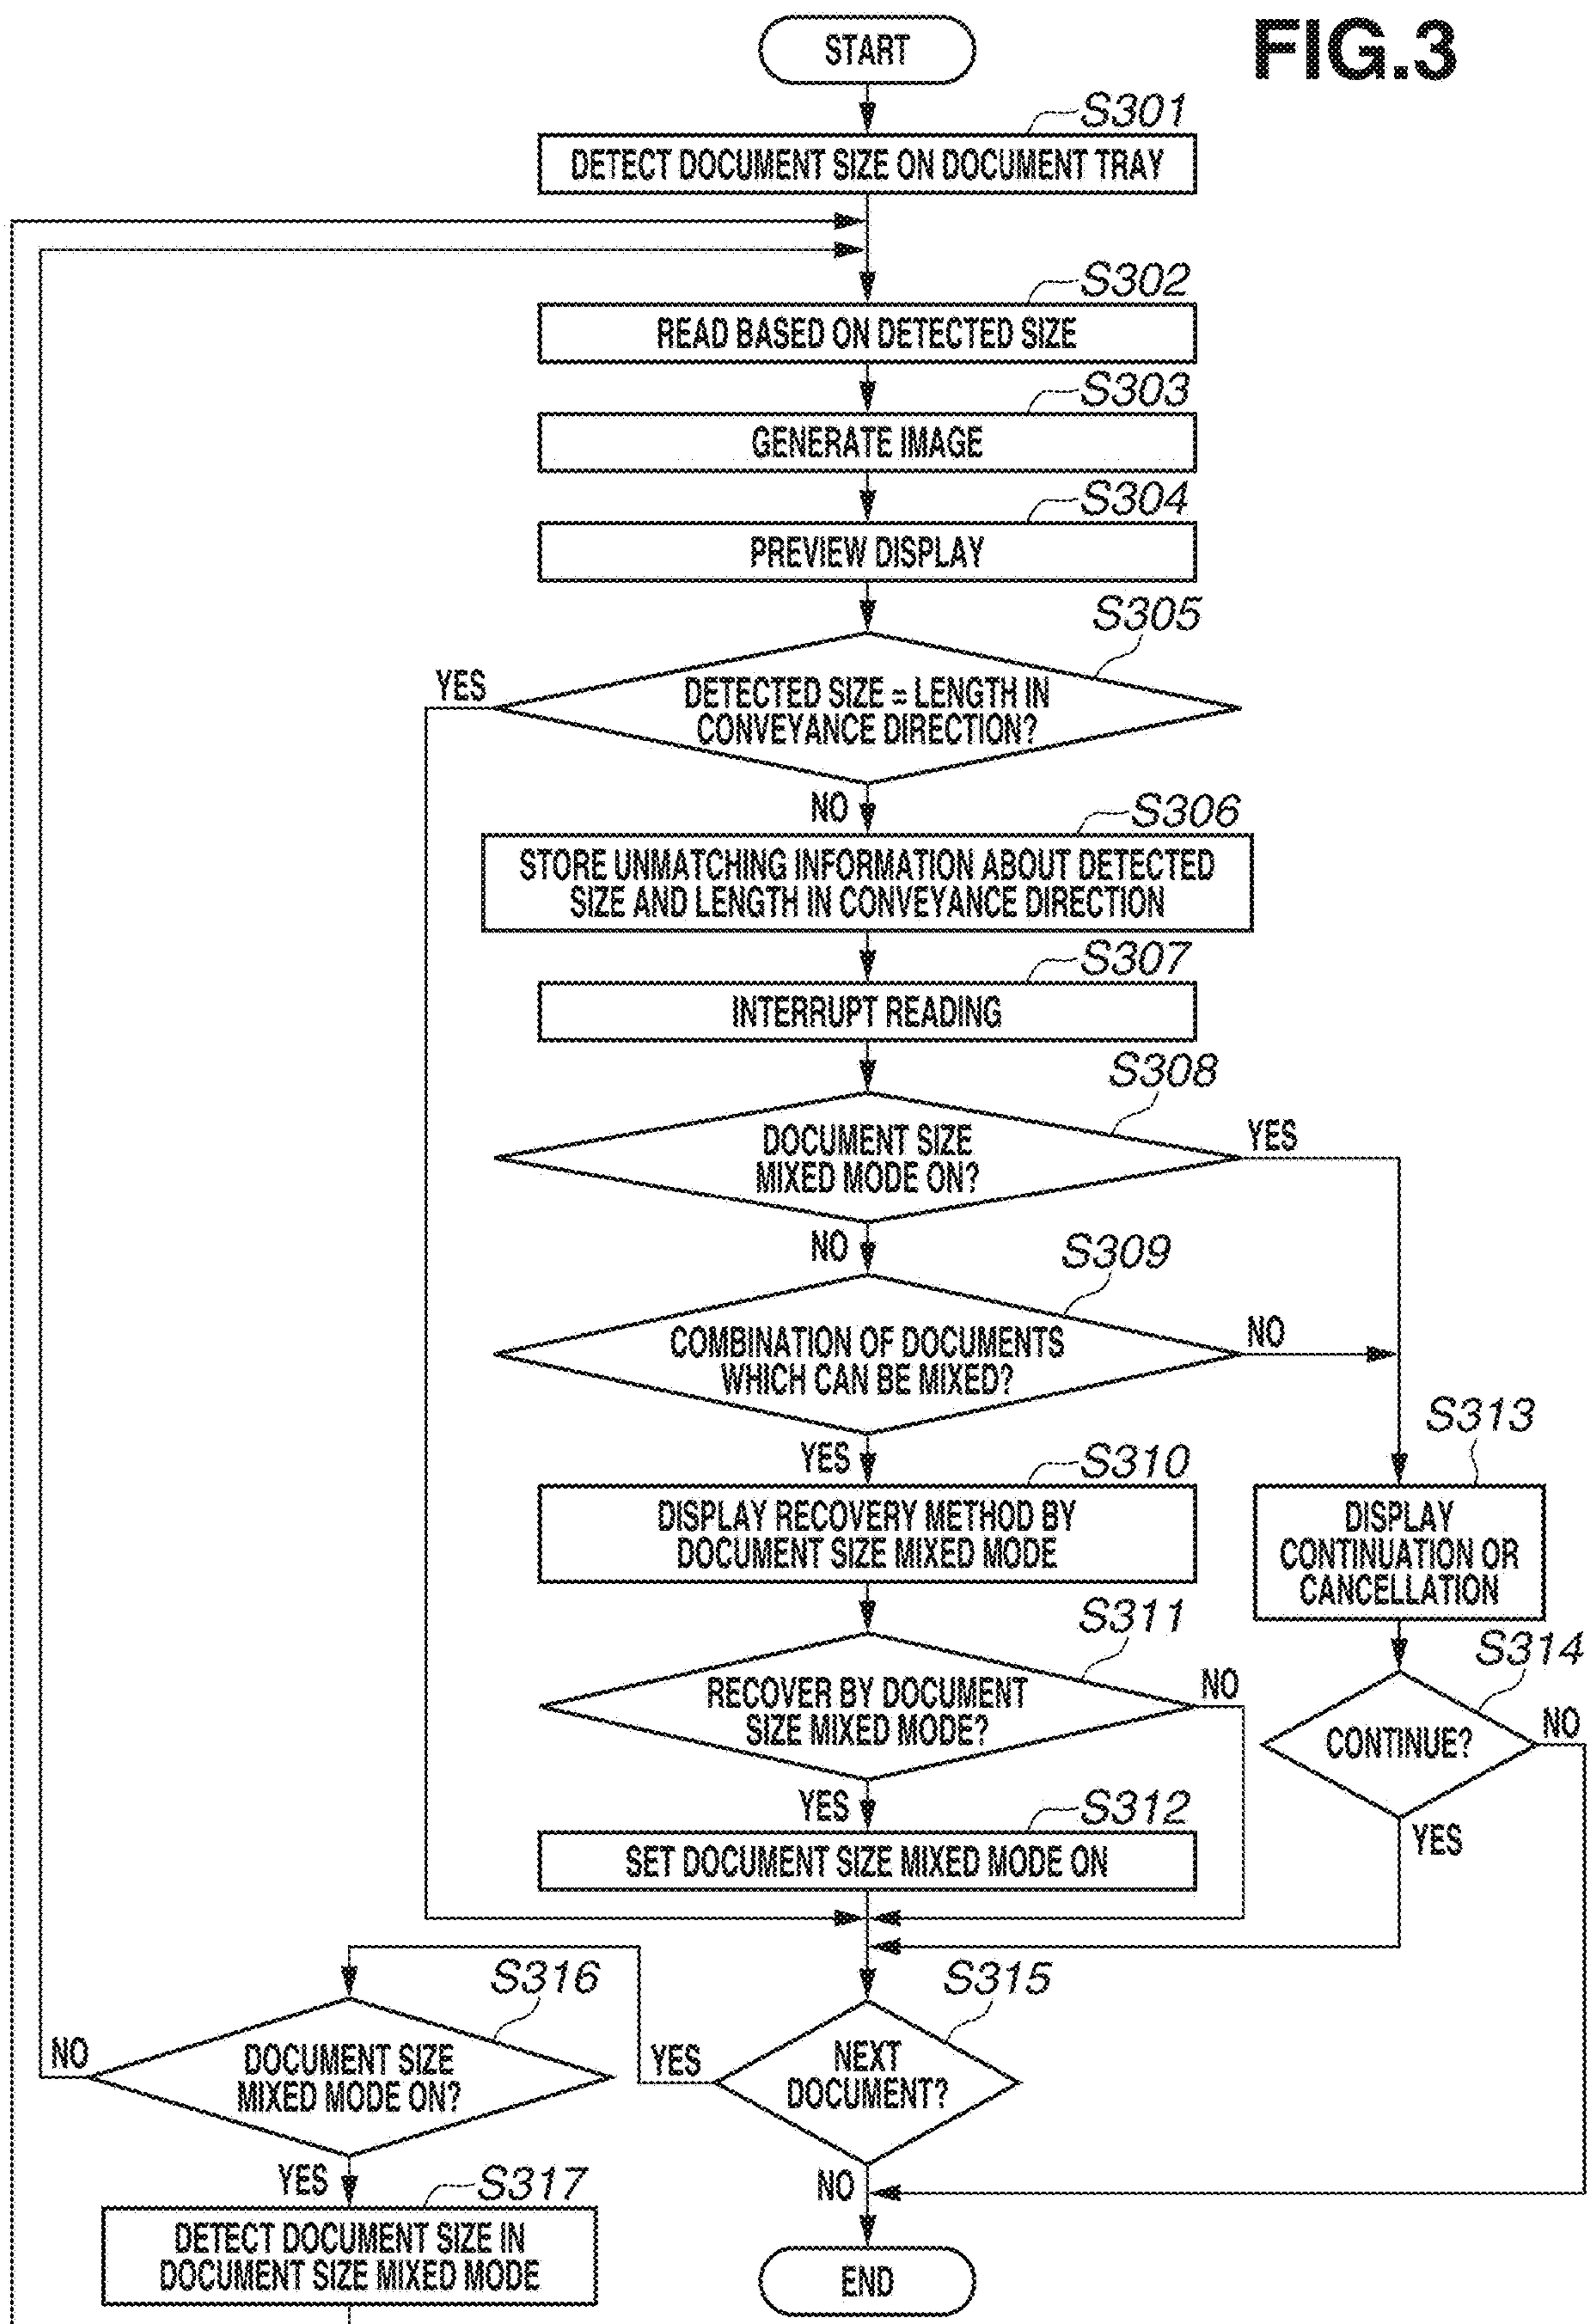 FIG.3
START
S301
DETECT DOCUMENT SIZE ON DOCUMENT TRAY
S302
READ BASED ON DETECTED SIZE
S303
GENERATE IMAGE
S304
PREVIEW DISPLAY
S305
YES
DETECTED SIZE = LENGTH IN
CONVEYANCE DIRECTION?
NO
S306
STORE UNMATCHING INFORMATION ABOUT DETECTED
SIZE AND LENGTH IN CONVEYANCE DIRECTION
S307
INTERRUPT READING
S308
DOCUMENT SIZE
MIXED MODE ON?
YES
NO
S309
COMBINATION OF DOCUMENTS
WHICH CAN BE MIXED?
NO
YES
S310
DISPLAY RECOVERY METHOD BY
DOCUMENT SIZE MIXED MODE
S313
DISPLAY
CONTINUATION OR
CANCELLATION
S311
RECOVER BY DOCUMENT
SIZE MIXED MODE?
NO
S314
CONTINUE?
NO
YES
YES
S312
SET DOCUMENT SIZE MIXED MODE ON
S316
DOCUMENT SIZE
MIXED MODE ON?
NO
S315
NEXT
DOCUMENT?
YES
YES
NO
S317
DETECT DOCUMENT SIZE IN
DOCUMENT SIZE MIXED MODE
END